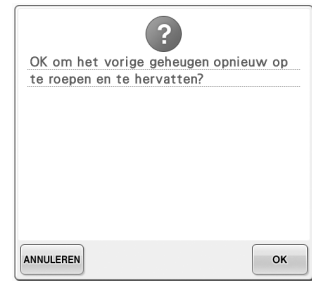 ?
OK om het vorige geheugen opnieuw op
te roepen en te hervatten?
ANNULEREN
OK